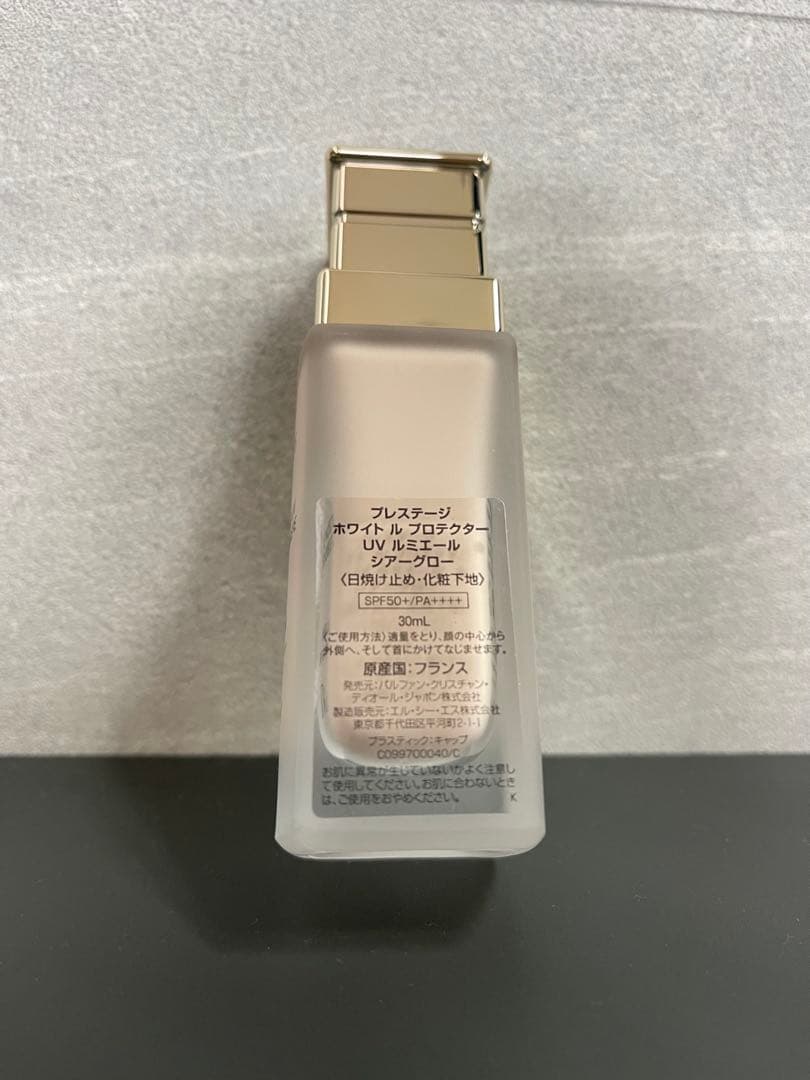 プレステージ
ホワイト ル プロテクター
UV ルミエール
シアーグロー
〈日焼け止め・化粧下地〉
SPF50+/PA++++
30mL
〈ご使用方法〉適量をとり、顔の中心から
外側へ、そして首にかけてなじませます。
原産国：フランス
発売元：パルファン・クリスチャン・
ディオール・ジャポン株式会社
製造販売元：エル・シー・エス株式会社
東京都千代田区平河町2-1-1
プラスティック：キャップ
C099700040/C
お肌に異常が生じていないかよく注意し
て使用してください。お肌に合わないとき
は、ご使用をおやめください。
K